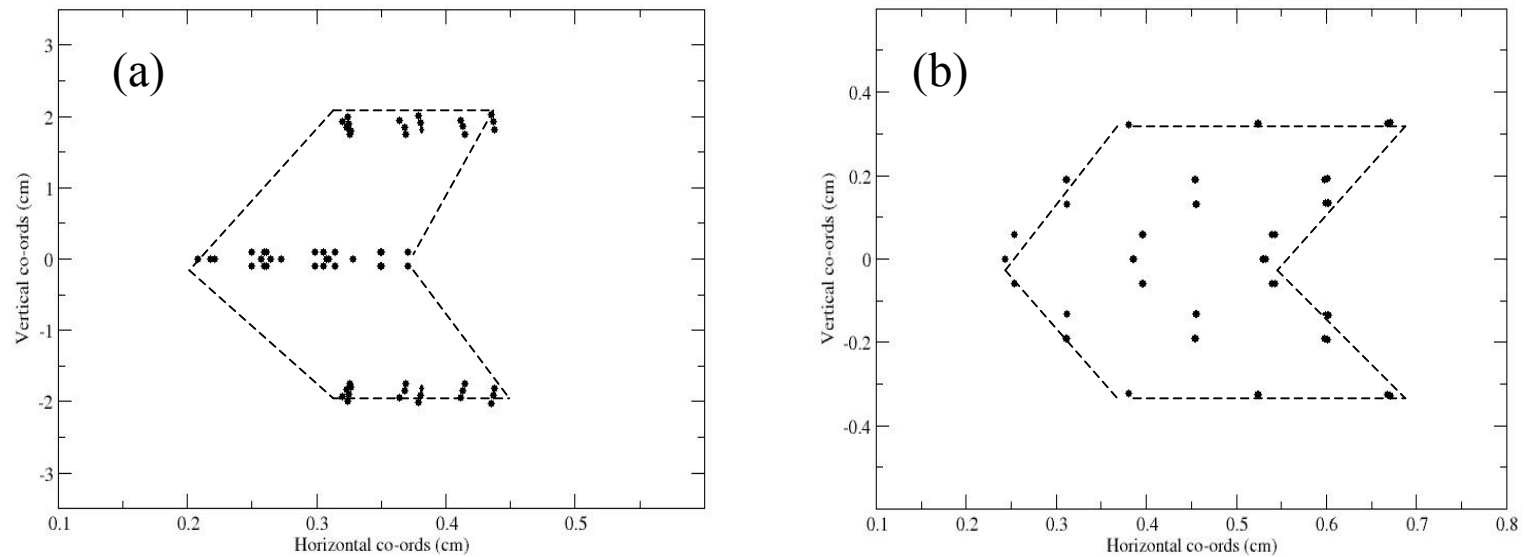 (a)
3
2
1
0
-1
-2
-3
Vertical co-ords (cm)
0.1 0.2 0.3 0.4 0.5
Horizontal co-ords (cm)
(b)
0.4
0.2
0
-0.2
-0.4
Vertical co-ords (cm)
0.1 0.2 0.3 0.4 0.5 0.6 0.7 0.8
Horizontal co-ords (cm)